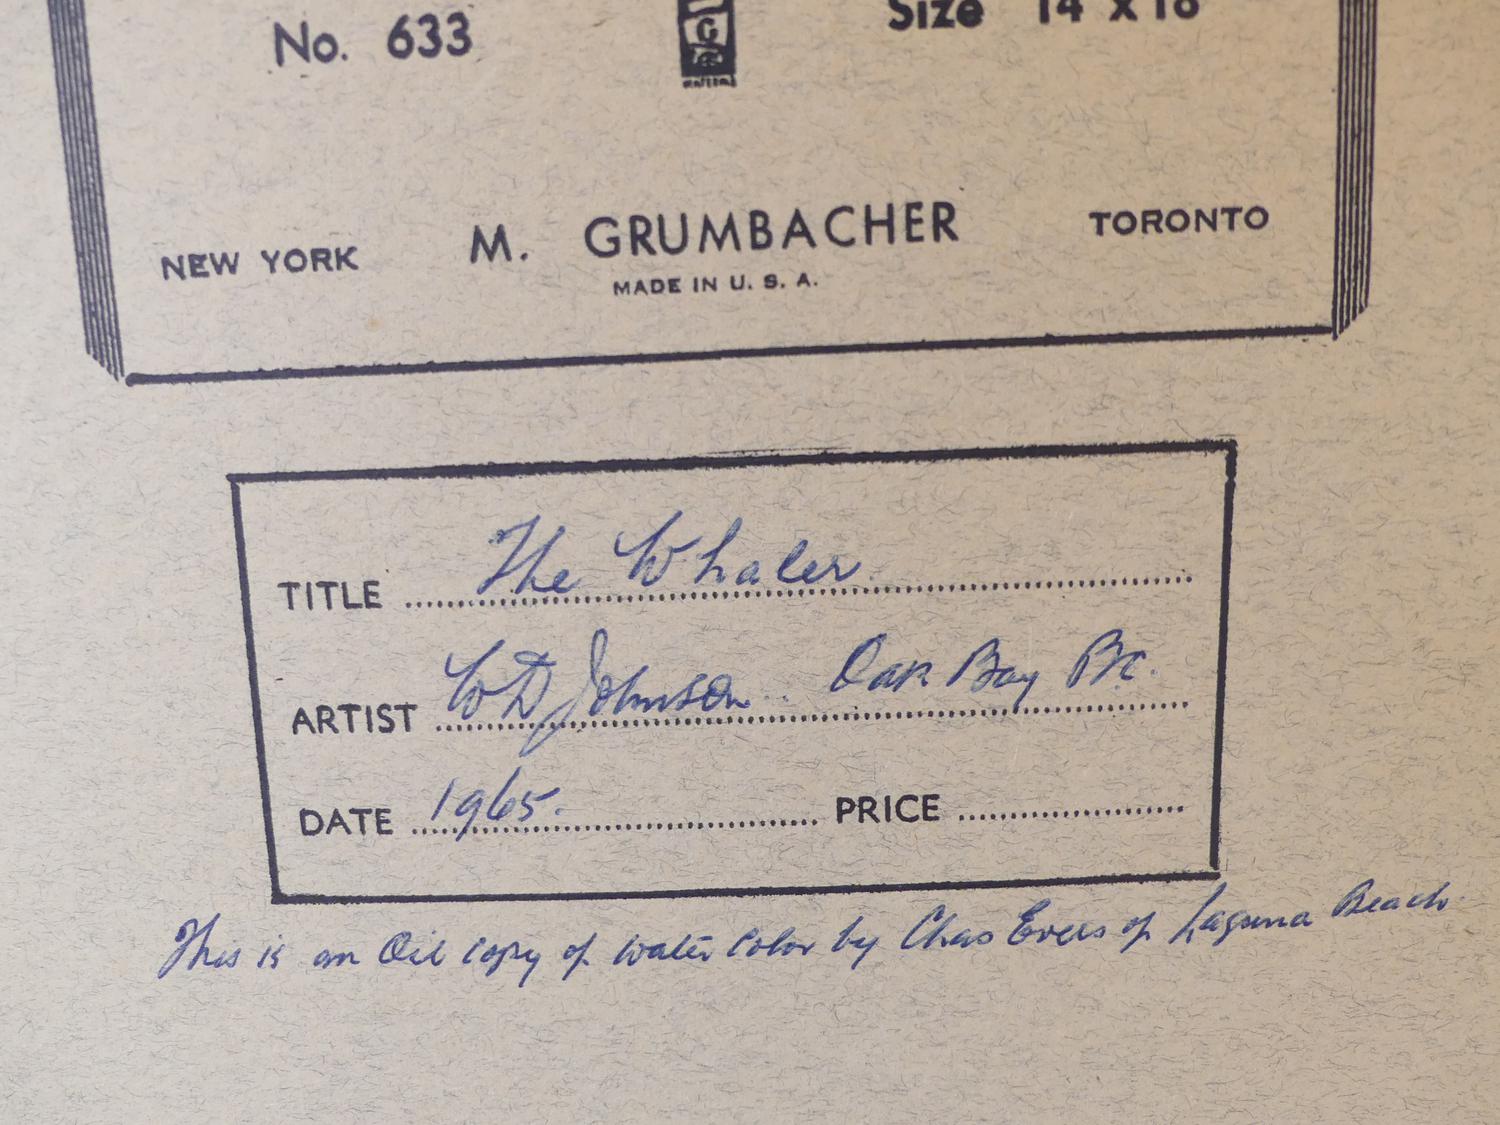 No. 633
Size 14 x 18
NEW YORK M. GRUMBACHER TORONTO
MADE IN U. S. A.
TITLE The Whaler
ARTIST WD Johnson Oak Bay BC.
DATE 1965. PRICE
This is an Oil copy of water Color by Chas Evers of Laguna Beach.